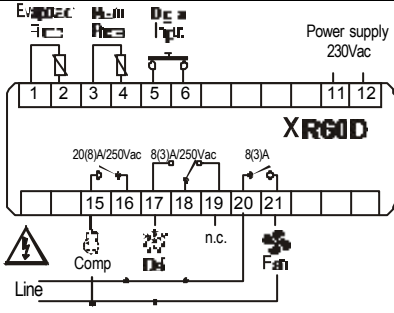 Power supply
230Vac
1 2 3 4 5 6 11 12
XR60D
20(8)A/250Vac 8(3)A/250Vac 8(3)A
15 16 17 18 19 20 21
n.c.
Comp Fan
Line